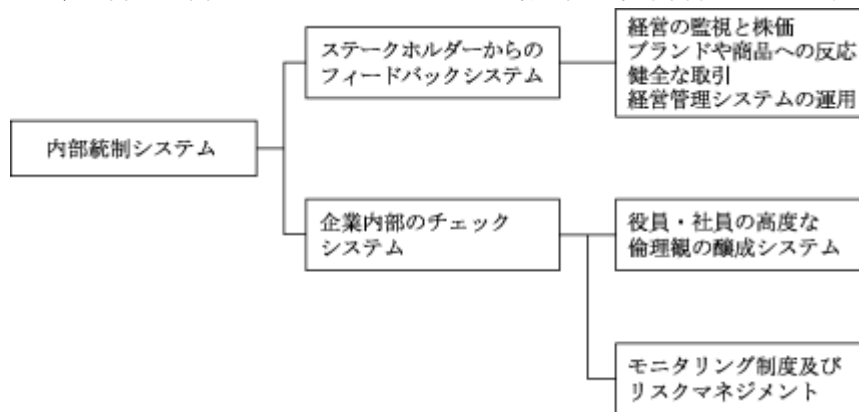 内部統制システム
ステークホルダーからの
フィードバックシステム
経営の監視と株価
ブランドや商品への反応
健全な取引
経営管理システムの運用
企業内部のチェック
システム
役員・社員の高度な
倫理観の醸成システム
モニタリング制度及び
リスクマネジメント